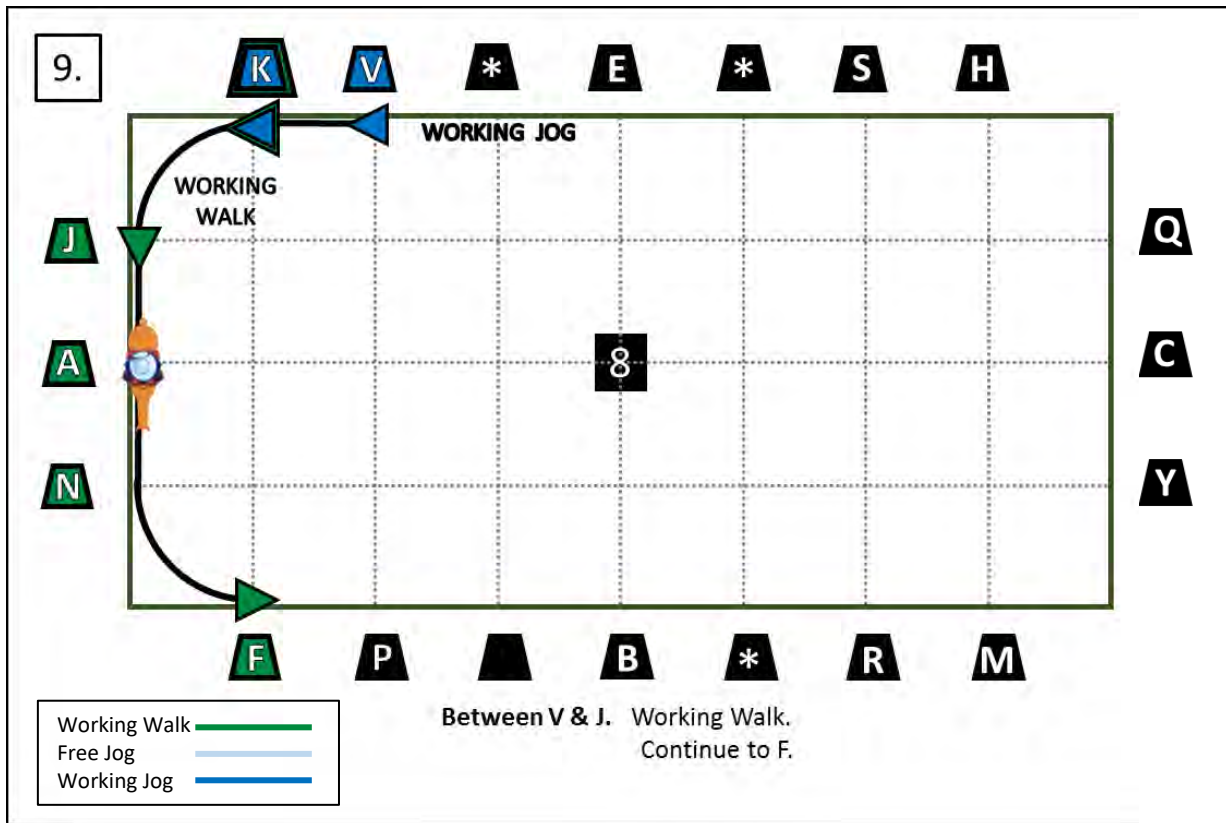 9.
K V * E * S H
WORKING JOG
WORKING
WALK
J Q
A 8 C
N Y
F P B * R M
Between V & J. Working Walk.
Continue to F.
Working Walk
Free Jog
Working Jog